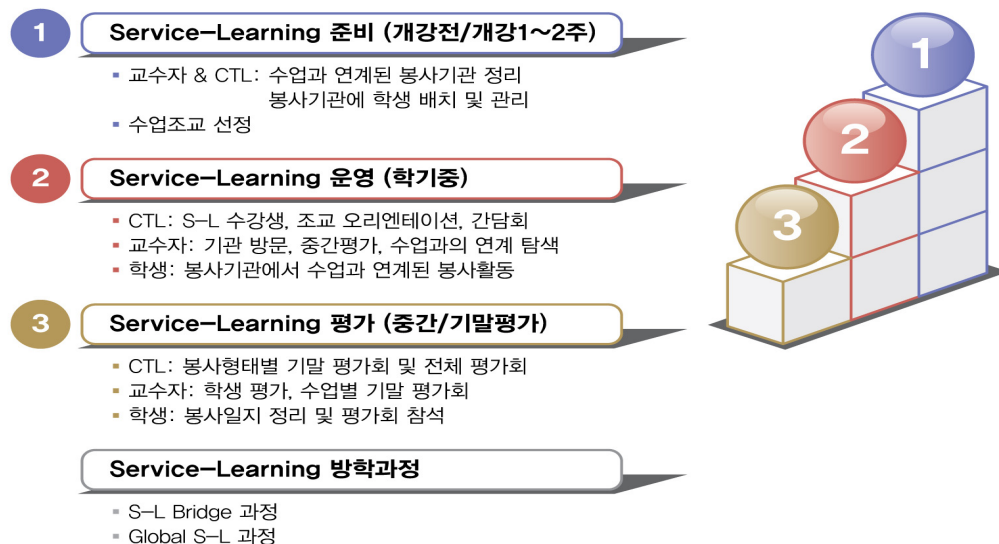 1 Service-Learning 준비 (개강전/개강1~2주)
▪ 교수자 & CTL: 수업과 연계된 봉사기관 정리
봉사기관에 학생 배치 및 관리
▪ 수업조교 선정
2 Service-Learning 운영 (학기중)
▪ CTL: S-L 수강생, 조교 오리엔테이션, 간담회
▪ 교수자: 기관 방문, 중간평가, 수업과의 연계 탐색
▪ 학생: 봉사기관에서 수업과 연계된 봉사활동
3 Service-Learning 평가 (중간/기말평가)
▪ CTL: 봉사형태별 기말 평가회 및 전체 평가회
▪ 교수자: 학생 평가, 수업별 기말 평가회
▪ 학생: 봉사일지 정리 및 평가회 참석
Service-Learning 방학과정
▪ S-L Bridge 과정
▪ Global S-L 과정
1
2
3